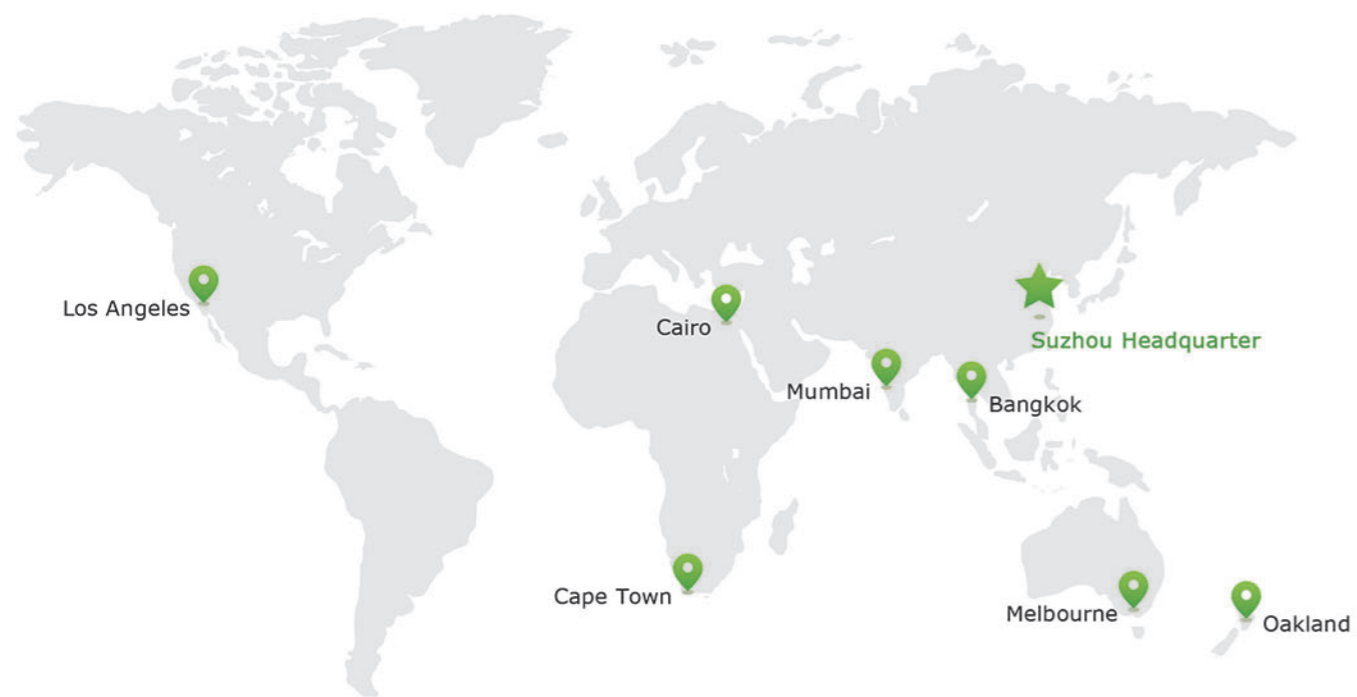 Los Angeles
Cairo
Suzhou Headquarter
Mumbai
Bangkok
Cape Town
Melbourne
Oakland